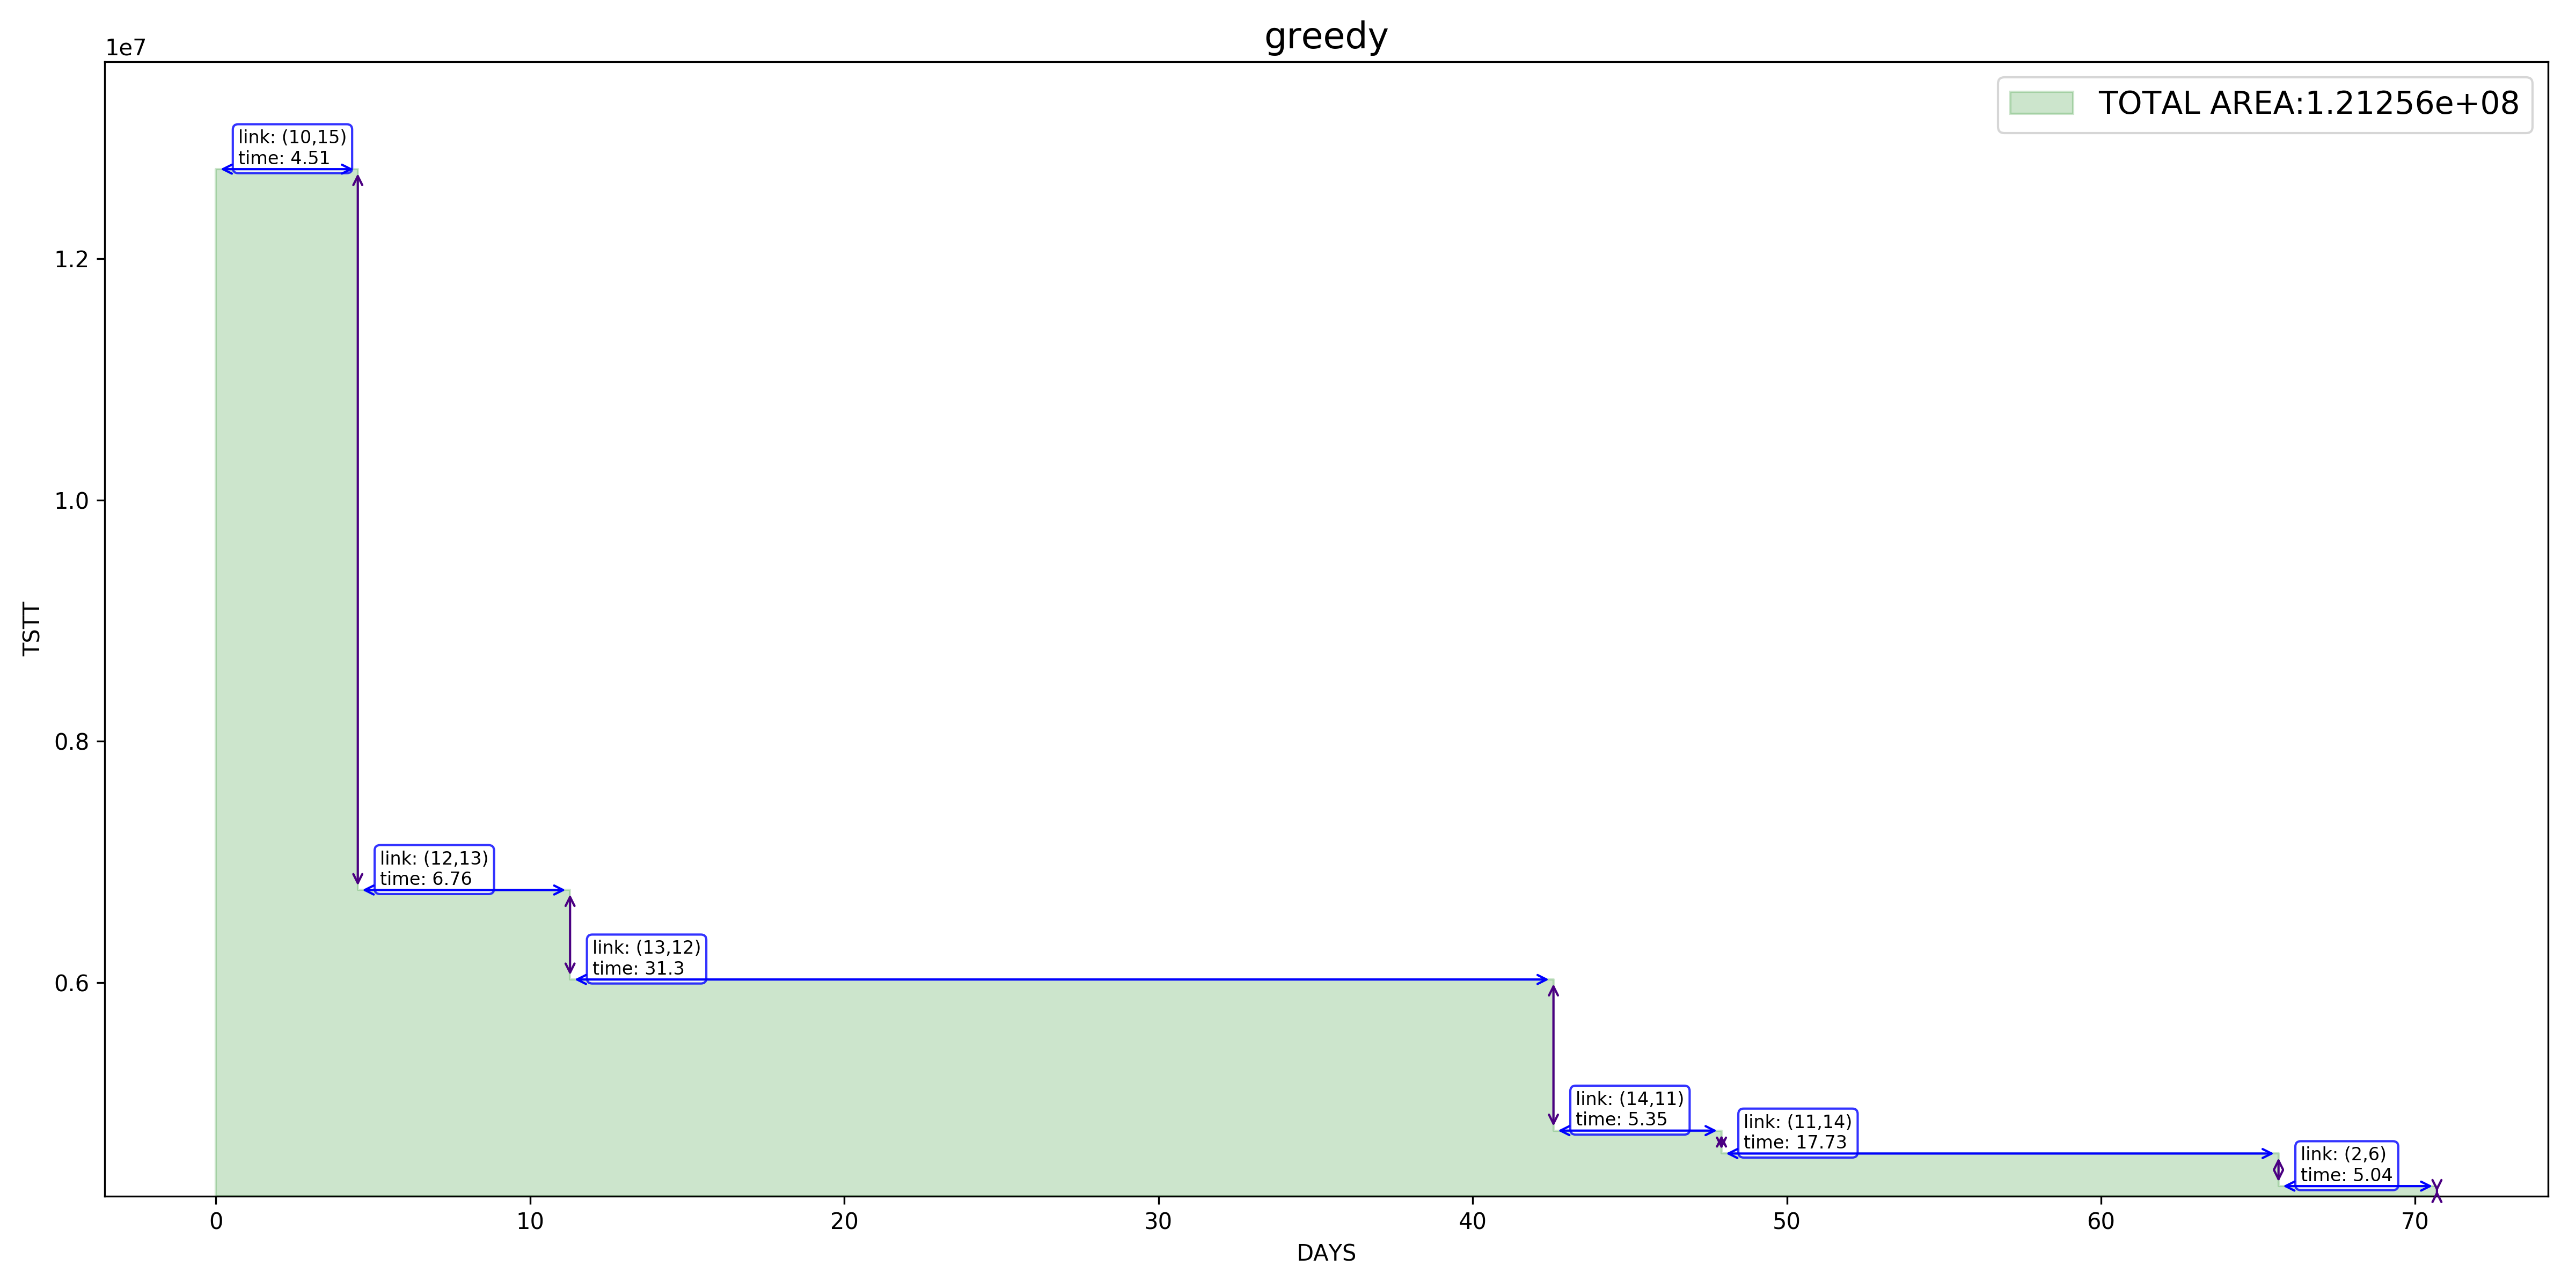 greedy
1e7
TOTAL AREA:1.21256e+08
link: (10,15)
time: 4.51
1.2
1.0
0.8
0.6
TSTT
link: (12,13)
time: 6.76
link: (13,12)
time: 31.3
link: (14,11)
time: 5.35
link: (11,14)
time: 17.73
link: (2,6)
time: 5.04
0 10 20 30 40 50 60 70
DAYS